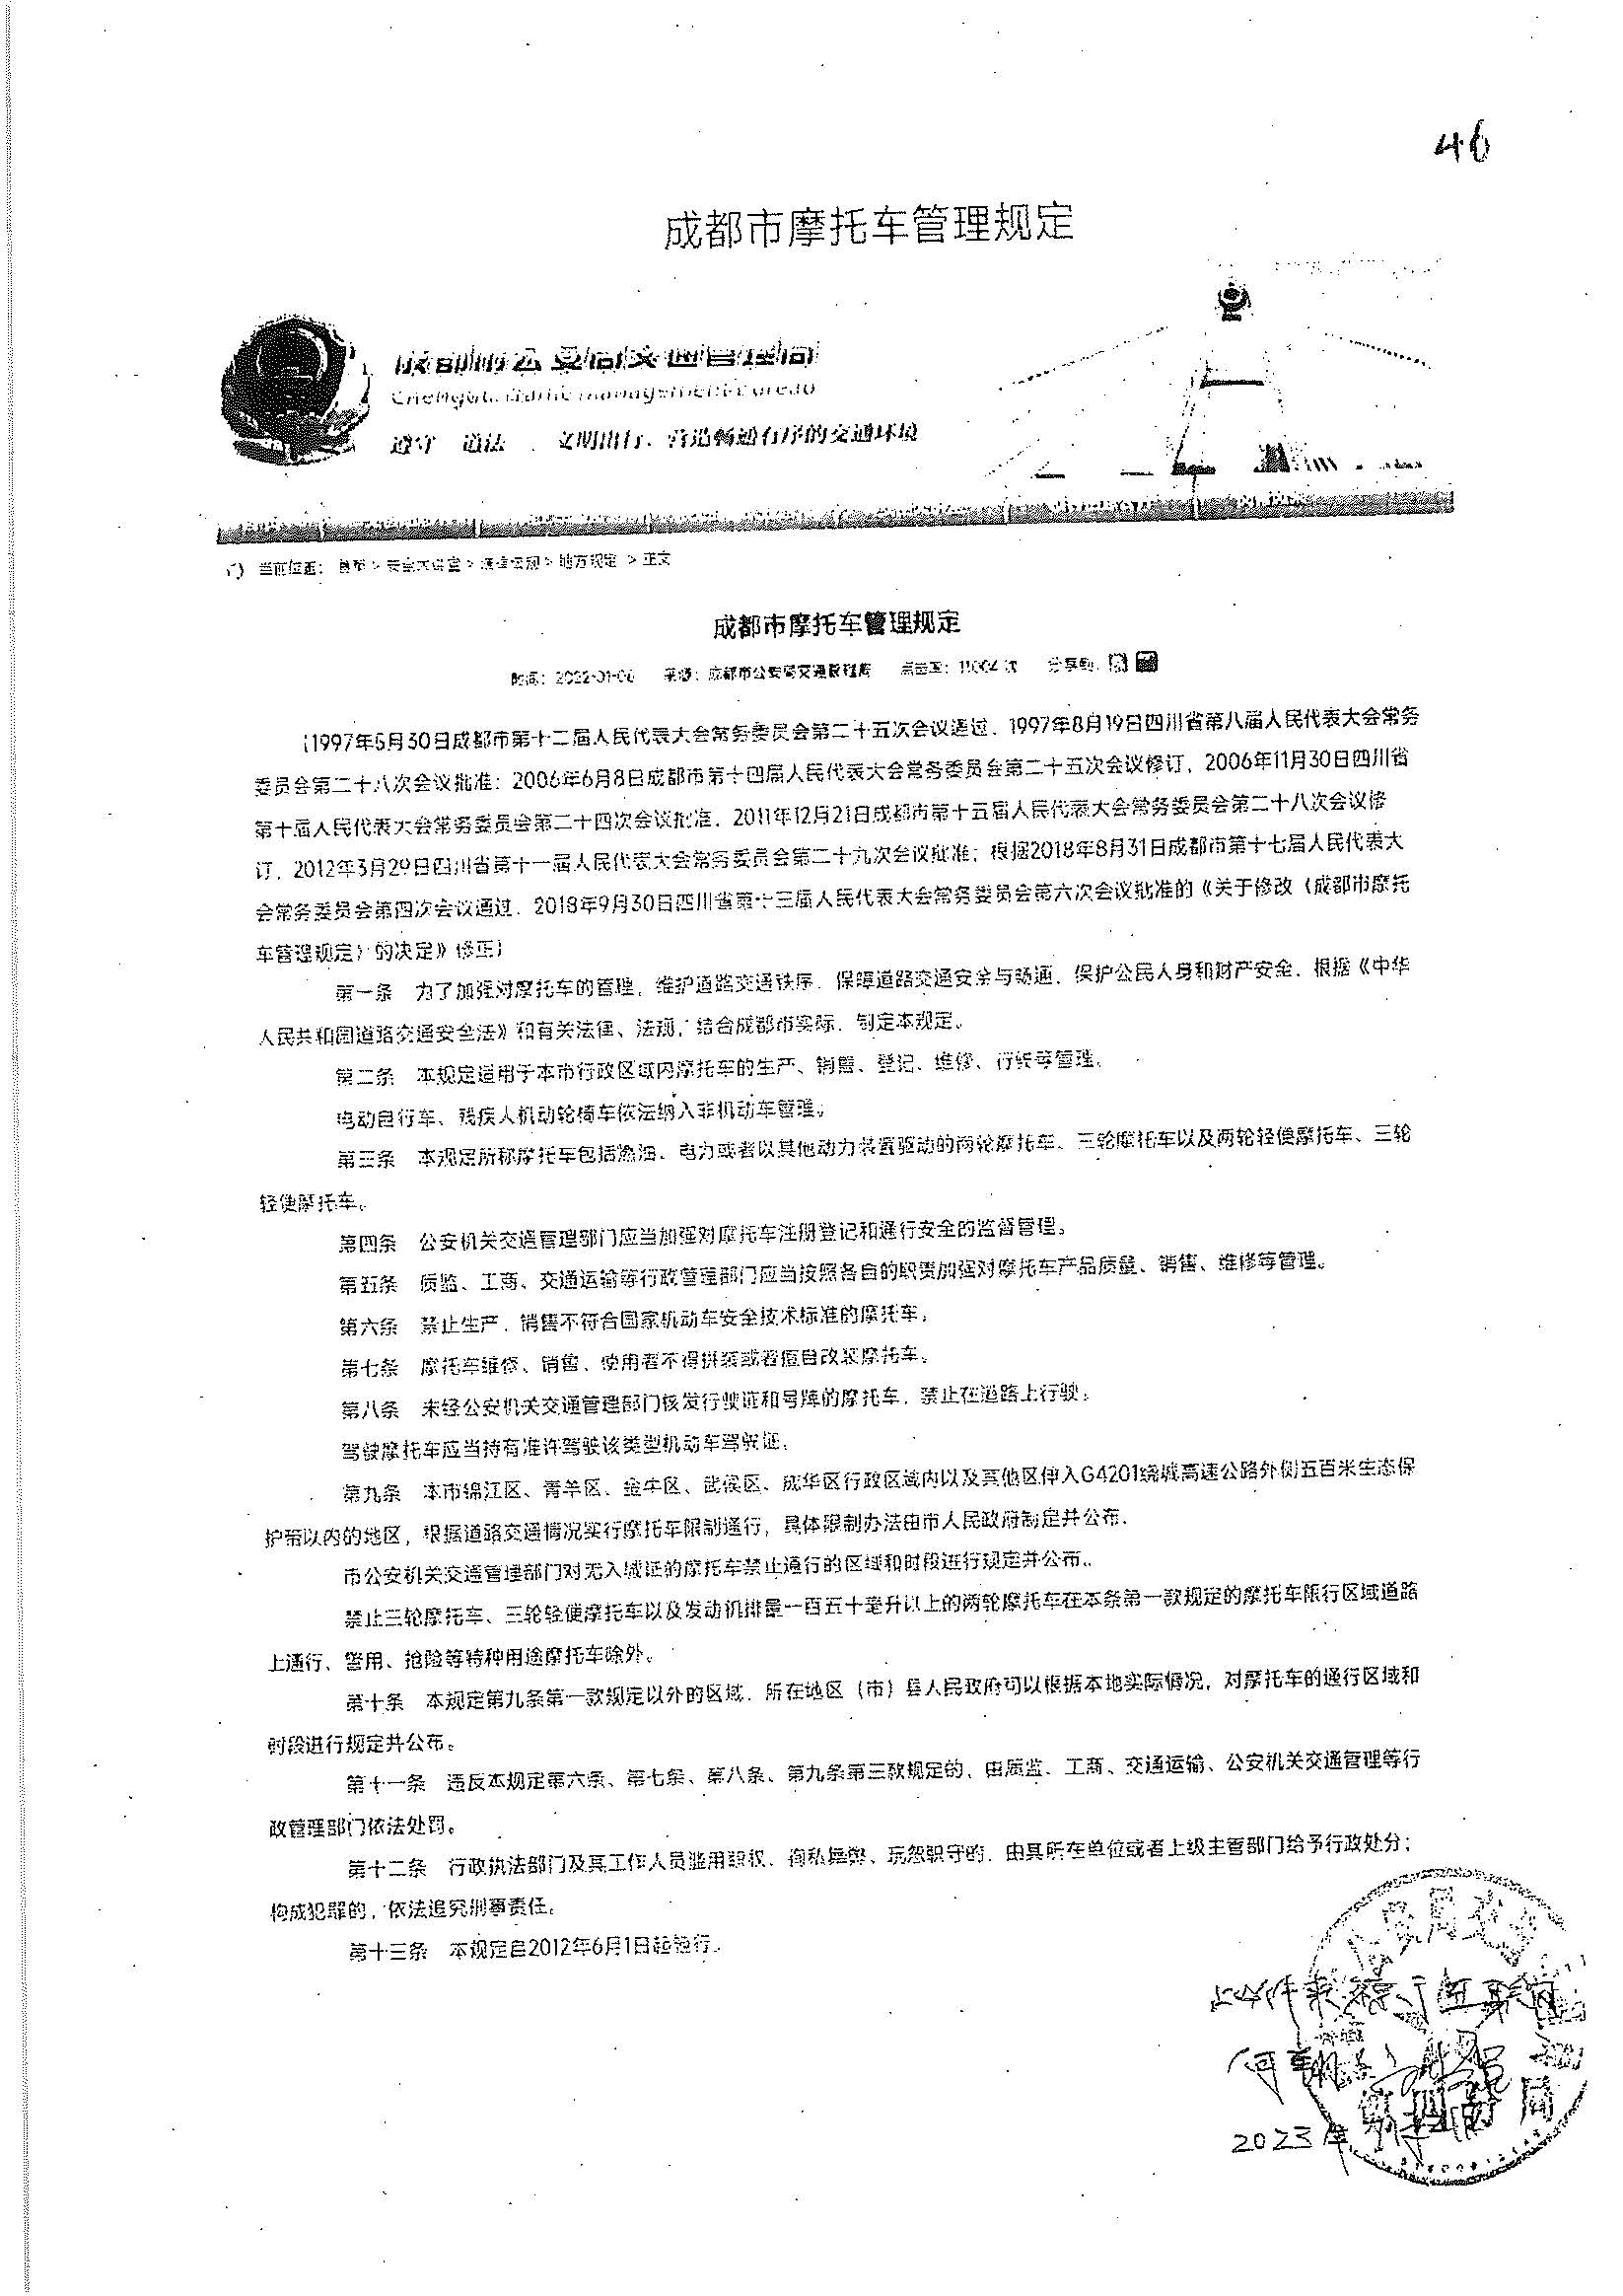 46
成都市摩托车管理规定
成都市公安局交通管理局
文明出行、营造畅通有序的交通环境
当前位置：首页 > 安全大讲堂 > 法律法规 > 地方规定 > 正文
成都市摩托车管理规定
时间：2022-01-06 来源：成都市公安局交通管理局 点击量：11004 次 分享到：
(1997年5月30日成都市第十二届人民代表大会常务委员会第二十五次会议通过，1997年8月19日四川省第八届人民代表大会常务
委员会第二十八次会议批准；2006年6月8日成都市第十四届人民代表大会常务委员会第二十五次会议修订，2006年11月30日四川省
第十届人民代表大会常务委员会第二十四次会议批准，2011年12月21日成都市第十五届人民代表大会常务委员会第二十八次会议修
订，2012年3月29日四川省第十一届人民代表大会常务委员会第二十九次会议批准；根据2018年8月31日成都市第十七届人民代表大
会常务委员会第四次会议通过，2018年9月30日四川省第十三届人民代表大会常务委员会第六次会议批准的《关于修改〈成都市摩托
车管理规定〉的决定》修正)
第一条 为了加强对摩托车的管理，维护道路交通秩序，保障道路交通安全与畅通，保护公民人身和财产安全，根据《中华
人民共和国道路交通安全法》和有关法律、法规，结合成都市实际，制定本规定。
第二条 本规定适用于本市行政区域内摩托车的生产、销售、登记、维修、行驶等管理。
电动自行车、残疾人机动轮椅车依法纳入非机动车管理。
第三条 本规定所称摩托车包括燃油、电力或者以其他动力装置驱动的两轮摩托车、三轮摩托车以及两轮轻便摩托车、三轮
轻便摩托车。
第四条 公安机关交通管理部门应当加强对摩托车注册登记和通行安全的监督管理。
第五条 质监、工商、交通运输等行政管理部门应当按照各自的职责加强对摩托车产品质量、销售、维修等管理。
第六条 禁止生产、销售不符合国家机动车安全技术标准的摩托车。
第七条 摩托车维修、销售、使用者不得拼装或者擅自改装摩托车。
第八条 未经公安机关交通管理部门核发行驶证和号牌的摩托车，禁止在道路上行驶。
驾驶摩托车应当持有准许驾驶该类型机动车驾驶证。
第九条 本市锦江区、青羊区、金牛区、武侯区、成华区行政区域内以及其他区伸入G4201绕城高速公路外侧五百米生态保
护带以内的地区，根据道路交通情况实行摩托车限制通行，具体限制办法由市人民政府制定并公布。
市公安机关交通管理部门对无入城证的摩托车禁止通行的区域和时段进行规定并公布。
禁止三轮摩托车、三轮轻便摩托车以及发动机排量一百五十毫升以上的两轮摩托车在本条第一款规定的摩托车限行区域道路
上通行、警用、抢险等特种用途摩托车除外。
第十条 本规定第九条第一款规定以外的区域，所在地区（市）县人民政府可以根据本地实际情况，对摩托车的通行区域和
时段进行规定并公布。
第十一条 违反本规定第六条、第七条、第八条、第九条第三款规定的，由质监、工商、交通运输、公安机关交通管理等行
政管理部门依法处罚。
第十二条 行政执法部门及其工作人员滥用职权、徇私舞弊、玩忽职守的，由其所在单位或者上级主管部门给予行政处分；
构成犯罪的，依法追究刑事责任。
第十三条 本规定自2012年6月1日起施行。
2023年